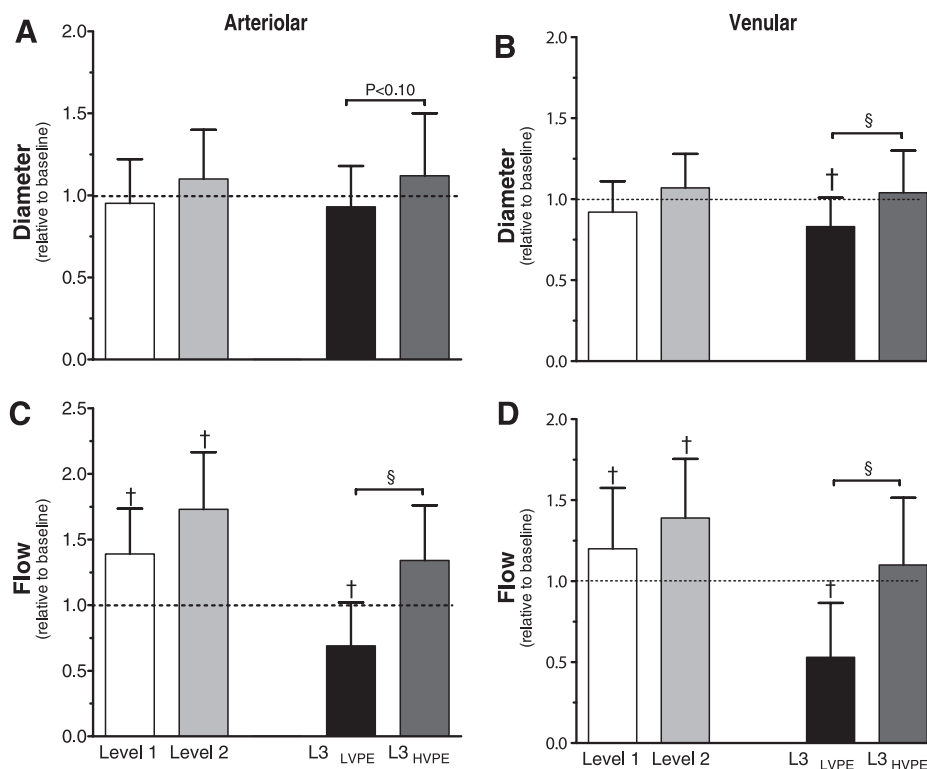 A
Arteriolar
2.0
1.5
1.0
0.5
0.0
Diameter
(relative to baseline)
P<0.10
B
Venular
2.0
1.5
1.0
0.5
0.0
Diameter
(relative to baseline)
†
§
C
2.5
2.0
1.5
1.0
0.5
0.0
Flow
(relative to baseline)
†
†
†
§
Level 1
Level 2
L3 LVPE
L3 HVPE
D
2.0
1.5
1.0
0.5
0.0
Flow
(relative to baseline)
†
†
†
§
Level 1
Level 2
L3 LVPE
L3 HVPE